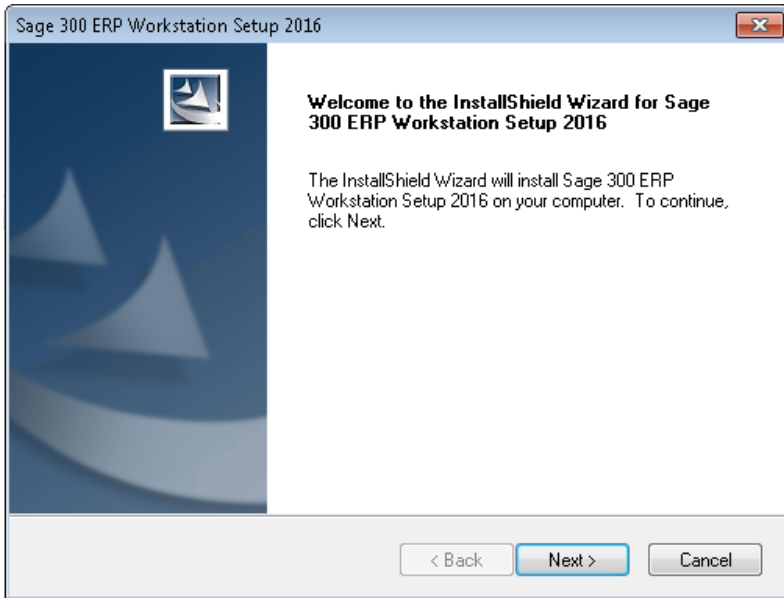 Sage 300 ERP Workstation Setup 2016
Welcome to the InstallShield Wizard for Sage
300 ERP Workstation Setup 2016
The InstallShield Wizard will install Sage 300 ERP
Workstation Setup 2016 on your computer. To continue,
click Next.
< Back Next > Cancel